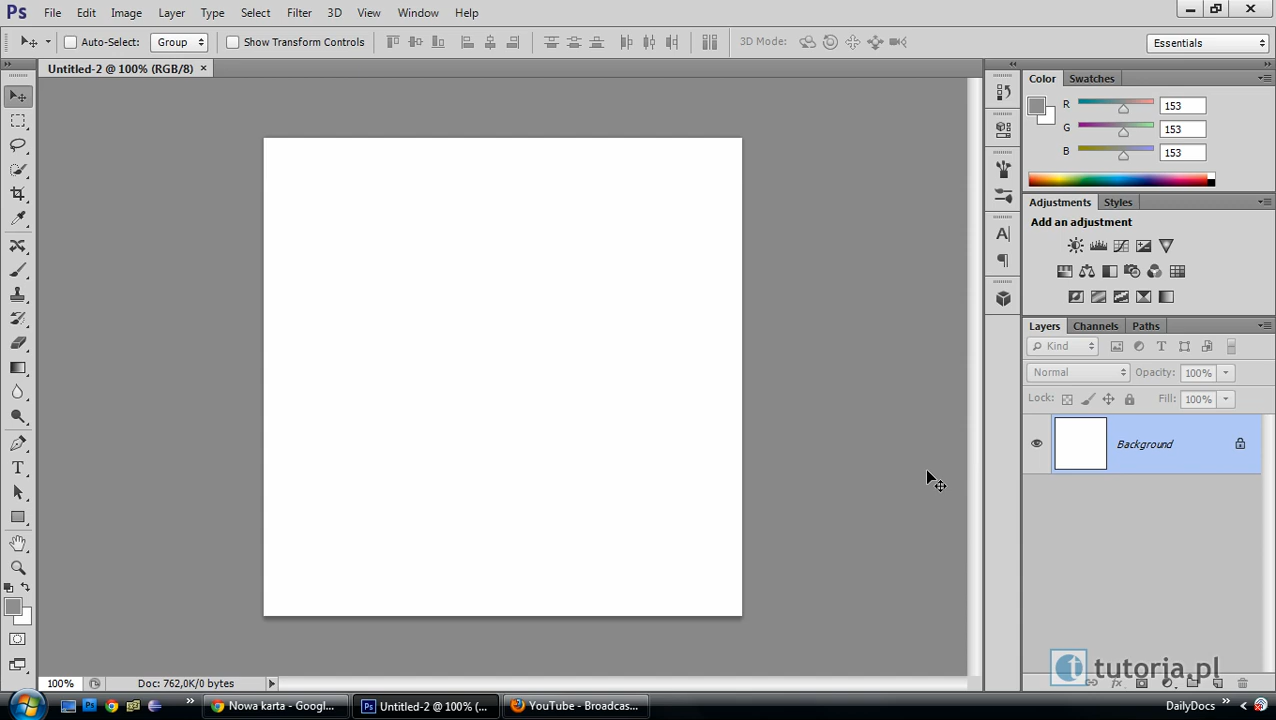 Ps File Edit Image Layer Type Select Filter 3D View Window Help
Auto-Select: Group Show Transform Controls 3D Mode: Essentials
Untitled-2 @ 100% (RGB/8) ×
Color Swatches
R 153
G 153
B 153
Adjustments Styles
Add an adjustment
Layers Channels Paths
Kind
Normal Opacity: 100%
Lock: Fill: 100%
Background
100% Doc: 762,0K/0 bytes
tutoria.pl
Nowa karta - Googl... Untitled-2 @ 100% (... YouTube - Broadcas... DailyDocs